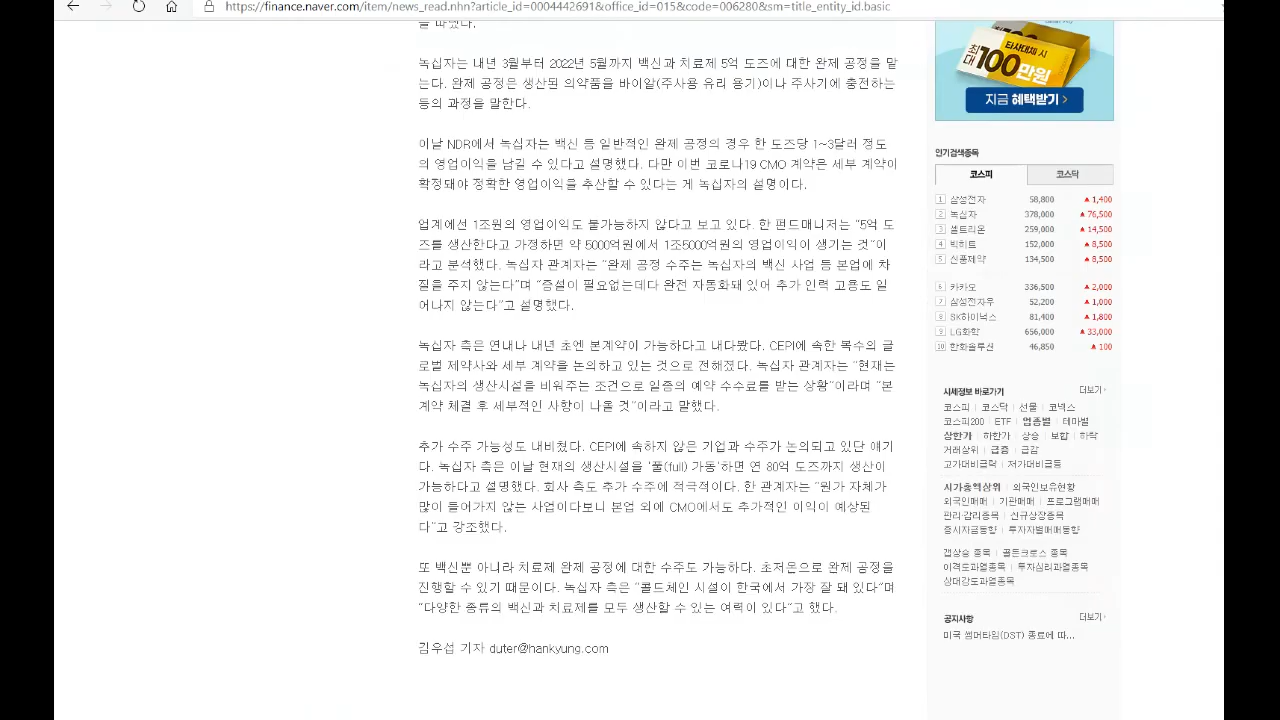 https://finance.naver.com/item/news_read.nhn?article_id=0004442691&office_id=015&code=006280&sm=title_entity_id.basic
을 따졌다.
녹십자는 내년 3월부터 2022년 5월까지 백신과 치료제 5억 도즈에 대한 완제 공정을 맡
는다. 완제 공정은 생산된 의약품을 바이알(주사용 유리 용기)이나 주사기에 충전하는
등의 과정을 말한다.
이날 NDR에서 녹십자는 백신 등 일반적인 완제 공정의 경우 한 도즈당 1~3달러 정도
의 영업이익을 남길 수 있다고 설명했다. 다만 이번 코로나19 CMO 계약은 세부 계약이
확정돼야 정확한 영업이익을 추산할 수 있다는 게 녹십자의 설명이다.
업계에서 1조원의 영업이익도 불가능하지 않다고 보고 있다. 한 펀드매니저는 "5억 도
즈를 생산한다고 가정하면 약 5000억원에서 1조5000억원의 영업이익이 생기는 것"이
라고 분석했다. 녹십자 관계자는 "완제 공정 수주는 녹십자의 백신 사업 등 본업에 차
질을 주지 않는다"며 "증설이 필요없는데다 완전 자동화돼 있어 추가 인력 고용도 일
어나지 않는다"고 설명했다.
녹십자 측은 연내나 내년 초엔 본계약이 가능하다고 내다봤다. CEPI에 속한 복수의 글
로벌 제약사와 세부 계약을 논의하고 있는 것으로 전해졌다. 녹십자 관계자는 "현재는
녹십자의 생산시설을 비워주는 조건으로 일종의 예약 수수료를 받는 상황"이라며 "본
계약 체결 후 세부적인 사항이 나올 것"이라고 말했다.
추가 수주 가능성도 내비쳤다. CEPI에 속하지 않은 기업과 수주가 논의되고 있단 얘기
다. 녹십자 측은 이날 현재의 생산시설을 '풀(full) 가동'하면 연 80억 도즈까지 생산이
가능하다고 설명했다. 회사 측도 추가 수주에 적극적이다. 한 관계자는 "원가 자체가
많이 들어가지 않는 사업이다보니 본업 외에 CMO에서도 추가적인 이익이 예상된
다"고 강조했다.
또 백신뿐 아니라 치료제 완제 공정에 대한 수주도 가능하다. 초저온으로 완제 공정을
진행할 수 있기 때문이다. 녹십자 측은 "콜드체인 시설이 한국에서 가장 잘 돼 있다"며
"다양한 종류의 백신과 치료제를 모두 생산할 수 있는 여력이 있다"고 했다.
김우섭 기자 duter@hankyung.com
타사대체 시
최대 100만원
지금 혜택받기 >
인기검색종목
코스피 코스닥
1 삼성전자 58,800 ▲ 1,400
2 녹십자 378,000 ▲ 76,500
3 셀트리온 259,000 ▲ 14,500
4 빅히트 152,000 ▲ 8,500
5 신풍제약 134,500 ▲ 8,500
6 카카오 336,500 ▲ 2,000
7 삼성전자우 52,200 ▲ 1,000
8 SK하이닉스 81,400 ▲ 1,800
9 LG화학 656,000 ▲ 33,000
10 한화솔루션 46,850 ▲ 100
시세정보 바로가기 더보기
코스피 | 코스닥 | 선물 | 코넥스
코스피200 | ETF | 업종별 | 테마별
상한가 | 하한가 | 상승 | 보합 | 하락
거래상위 | 급등 | 급락
고가대비급락 | 저가대비급등
시가총액상위 | 외국인보유현황
외국인매매 | 기관매매 | 프로그램매매
관리·감리종목 | 신규상장종목
증시자금동향 | 투자자별매매동향
갭상승 종목 | 골든크로스 종목
이격도과열종목 | 투자심리과열종목
상대강도과열종목
공지사항 더보기
미국 썸머타임(DST) 종료에 따...